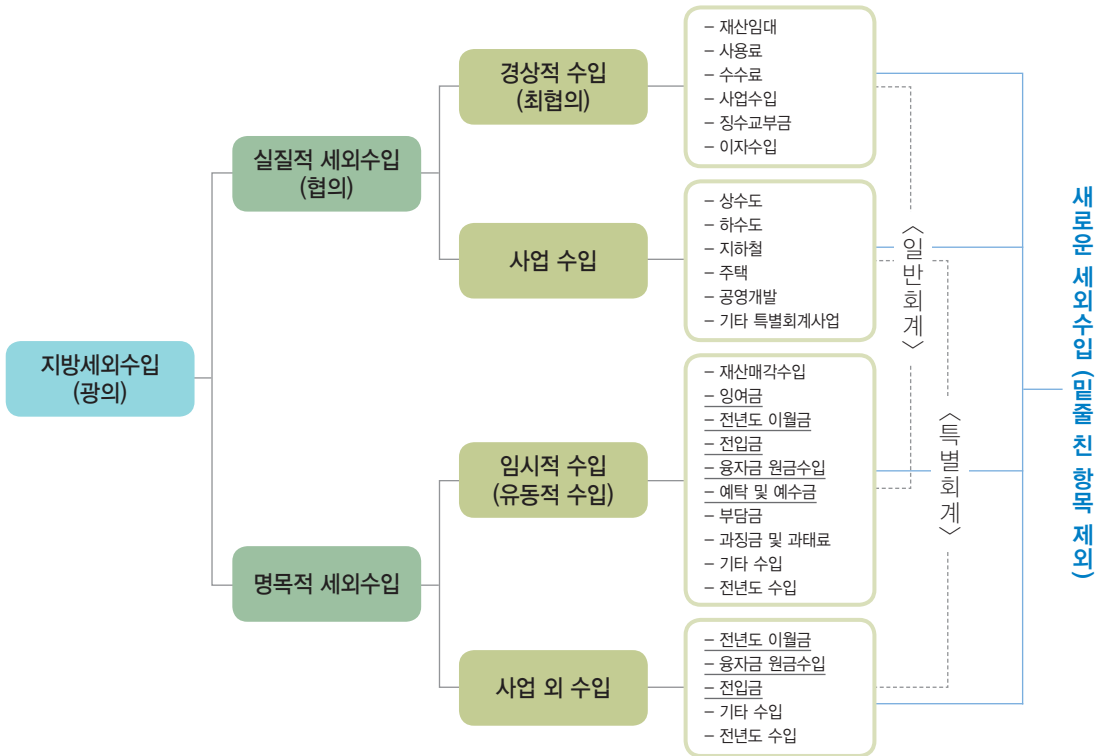 지방세외수입
(광의)
실질적 세외수입
(협의)
명목적 세외수입
경상적 수입
(최협의)
사업 수입
임시적 수입
(유동적 수입)
사업 외 수입
– 재산임대
– 사용료
– 수수료
– 사업수입
– 징수교부금
– 이자수입
– 상수도
– 하수도
– 지하철
– 주택
– 공영개발
– 기타 특별회계사업
– 재산매각수입
– 잉여금
– 전년도 이월금
– 전입금
– 융자금 원금수입
– 예탁 및 예수금
– 부담금
– 과징금 및 과태료
– 기타 수입
– 전년도 수입
– 전년도 이월금
– 융자금 원금수입
– 전입금
– 기타 수입
– 전년도 수입
〈일반회계〉
〈특별회계〉
새로운 세외수입 (밑줄 친 항목 제외)